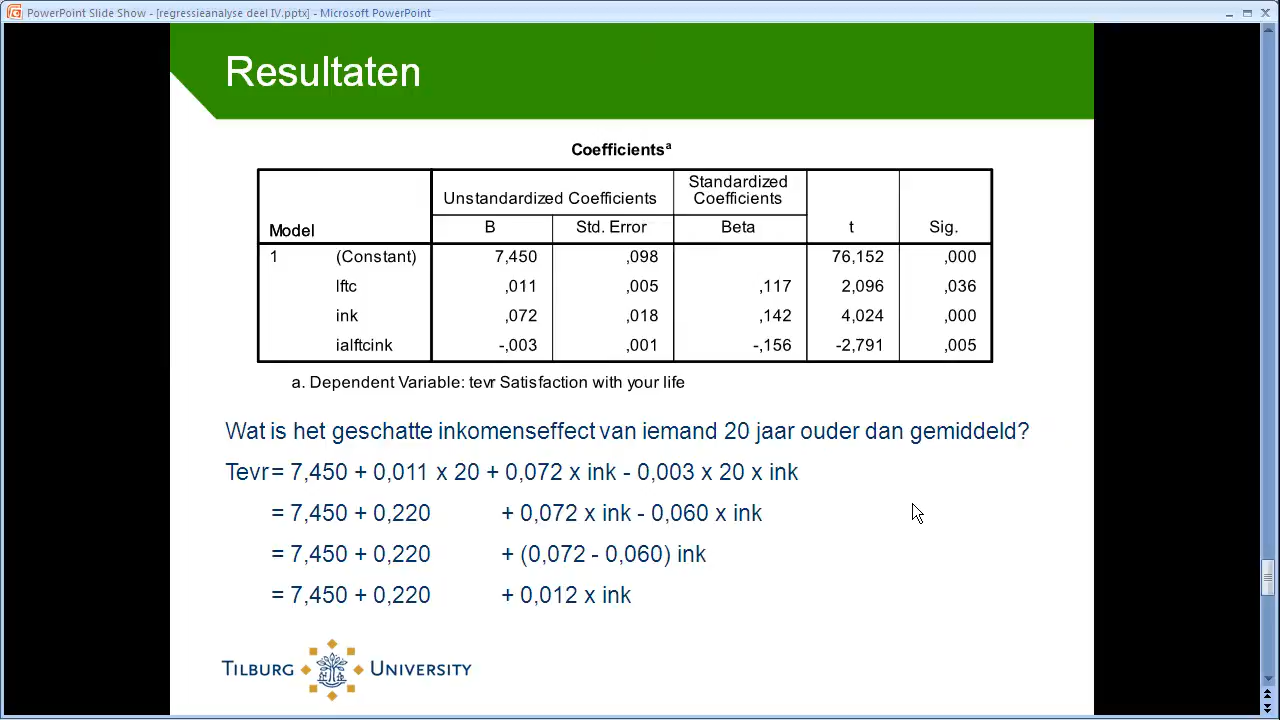 PowerPoint Slide Show - [regressieanalyse deel IV.pptx] - Microsoft PowerPoint
Resultaten
Coefficientsa
Model Unstandardized Coefficients Standardized Coefficients t Sig.
B Std. Error Beta
1 (Constant) 7,450 ,098 76,152 ,000
lftc ,011 ,005 ,117 2,096 ,036
ink ,072 ,018 ,142 4,024 ,000
ialftcink -,003 ,001 -,156 -2,791 ,005
a. Dependent Variable: tevr Satisfaction with your life
Wat is het geschatte inkomenseffect van iemand 20 jaar ouder dan gemiddeld?
Tevr = 7,450 + 0,011 x 20 + 0,072 x ink - 0,003 x 20 x ink
= 7,450 + 0,220 + 0,072 x ink - 0,060 x ink
= 7,450 + 0,220 + (0,072 - 0,060) ink
= 7,450 + 0,220 + 0,012 x ink
TILBURG UNIVERSITY